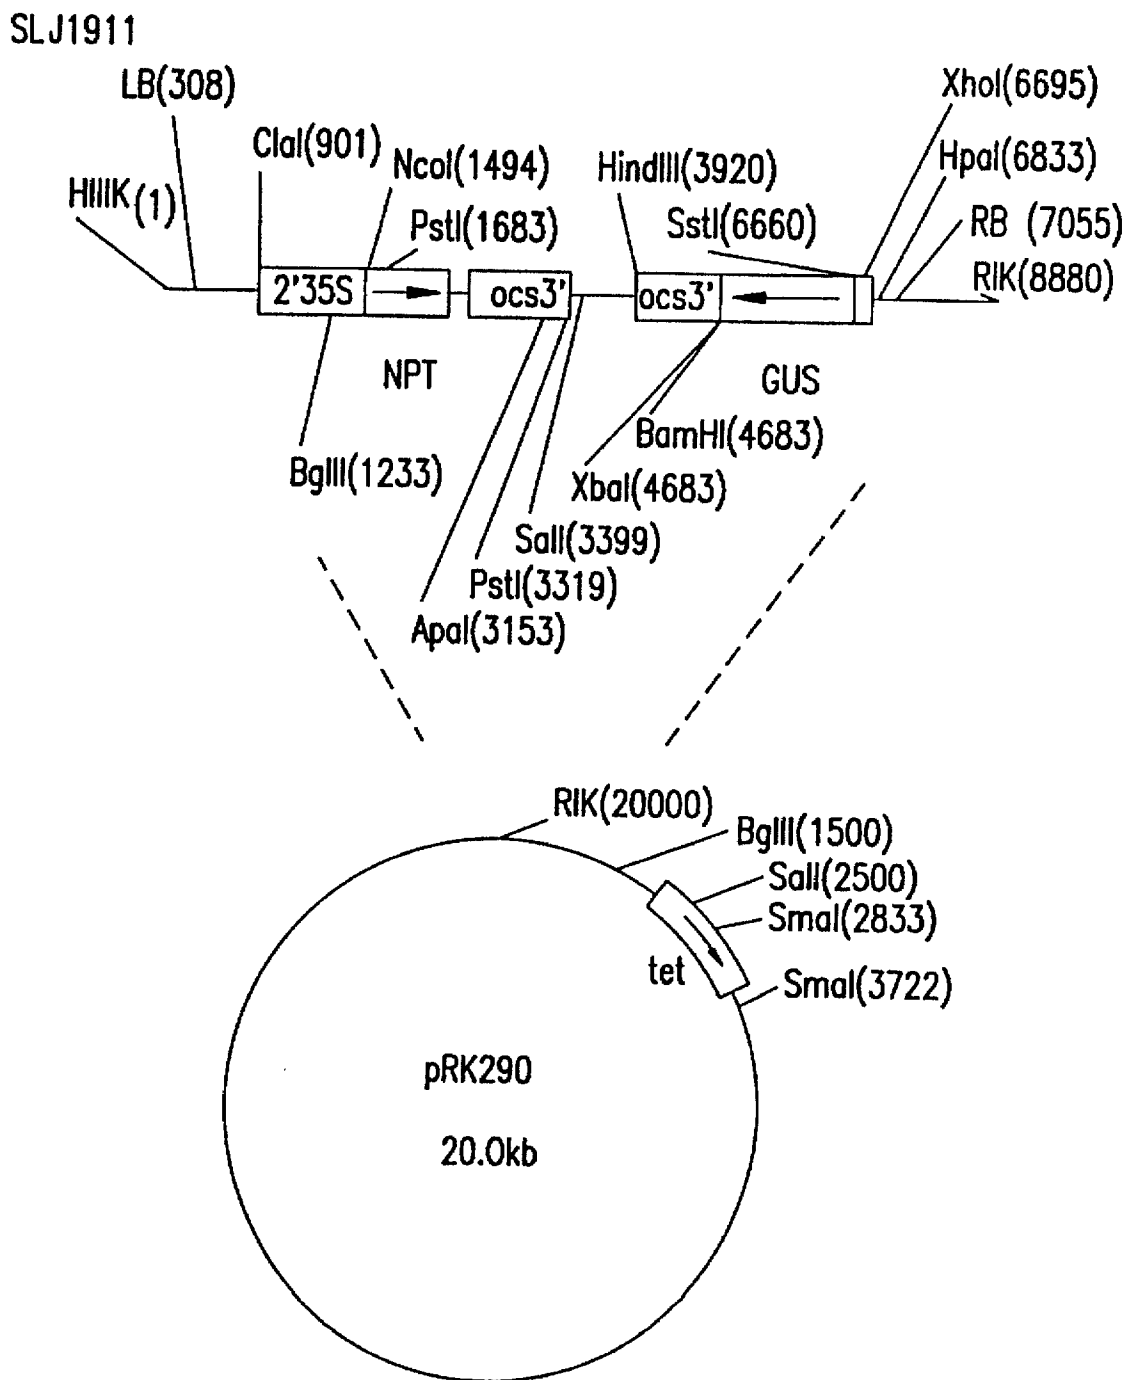 SLJ1911
LB(308)
XhoI(6695)
ClaI(901)
NcoI(1494)
HindIII(3920)
HpaI(6833)
HIIIK(1)
PstI(1683)
SstI(6660)
RB (7055)
RIK(8880)
2'35S
ocs3'
ocs3'
NPT
GUS
BglII(1233)
BamHI(4683)
XbaI(4683)
SalI(3399)
PstI(3319)
ApaI(3153)
RIK(20000)
BglII(1500)
SalI(2500)
SmaI(2833)
tet
SmaI(3722)
pRK290
20.0kb